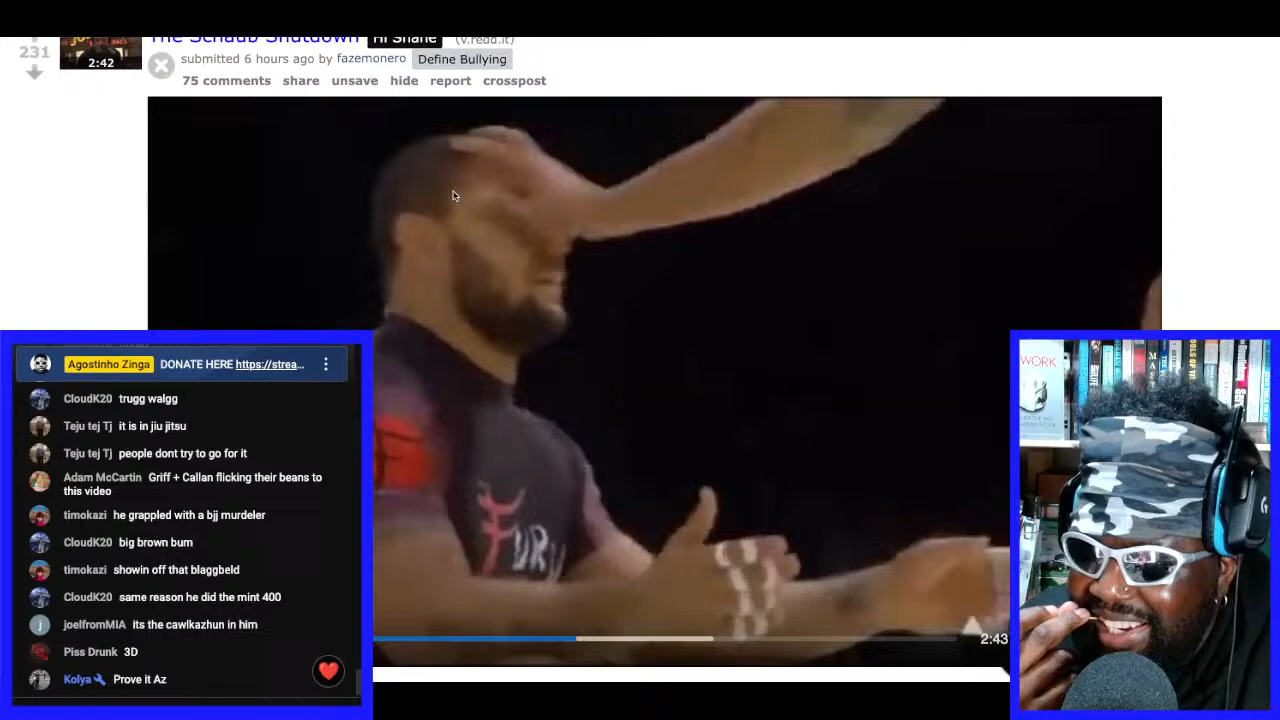 The Schaub Shutdown Hi Shane (v.redd.it)
231
2:42
submitted 6 hours ago by fazemonero Define Bullying
75 comments share unsave hide report crosspost
FURY
2:43
Agostinho Zinga DONATE HERE https://strea...
CloudK20 trugg walgg
Teju tej Tj it is in jiu jitsu
Teju tej Tj people dont try to go for it
Adam McCartin Griff + Callan flicking their beans to
this video
timokazi he grappled with a bjj murdeler
CloudK20 big brown bum
timokazi showin off that blaggbeld
CloudK20 same reason he did the mint 400
joelfromMIA its the cawlkazhun in him
Piss Drunk 3D
Kolya Prove it Az
WORK